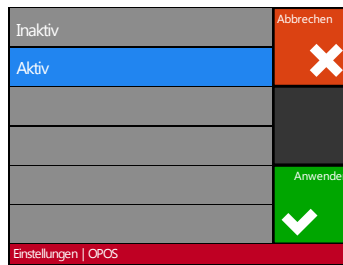 Inaktiv
Abbrechen
Aktiv
Anwende
Einstellungen | OPOS